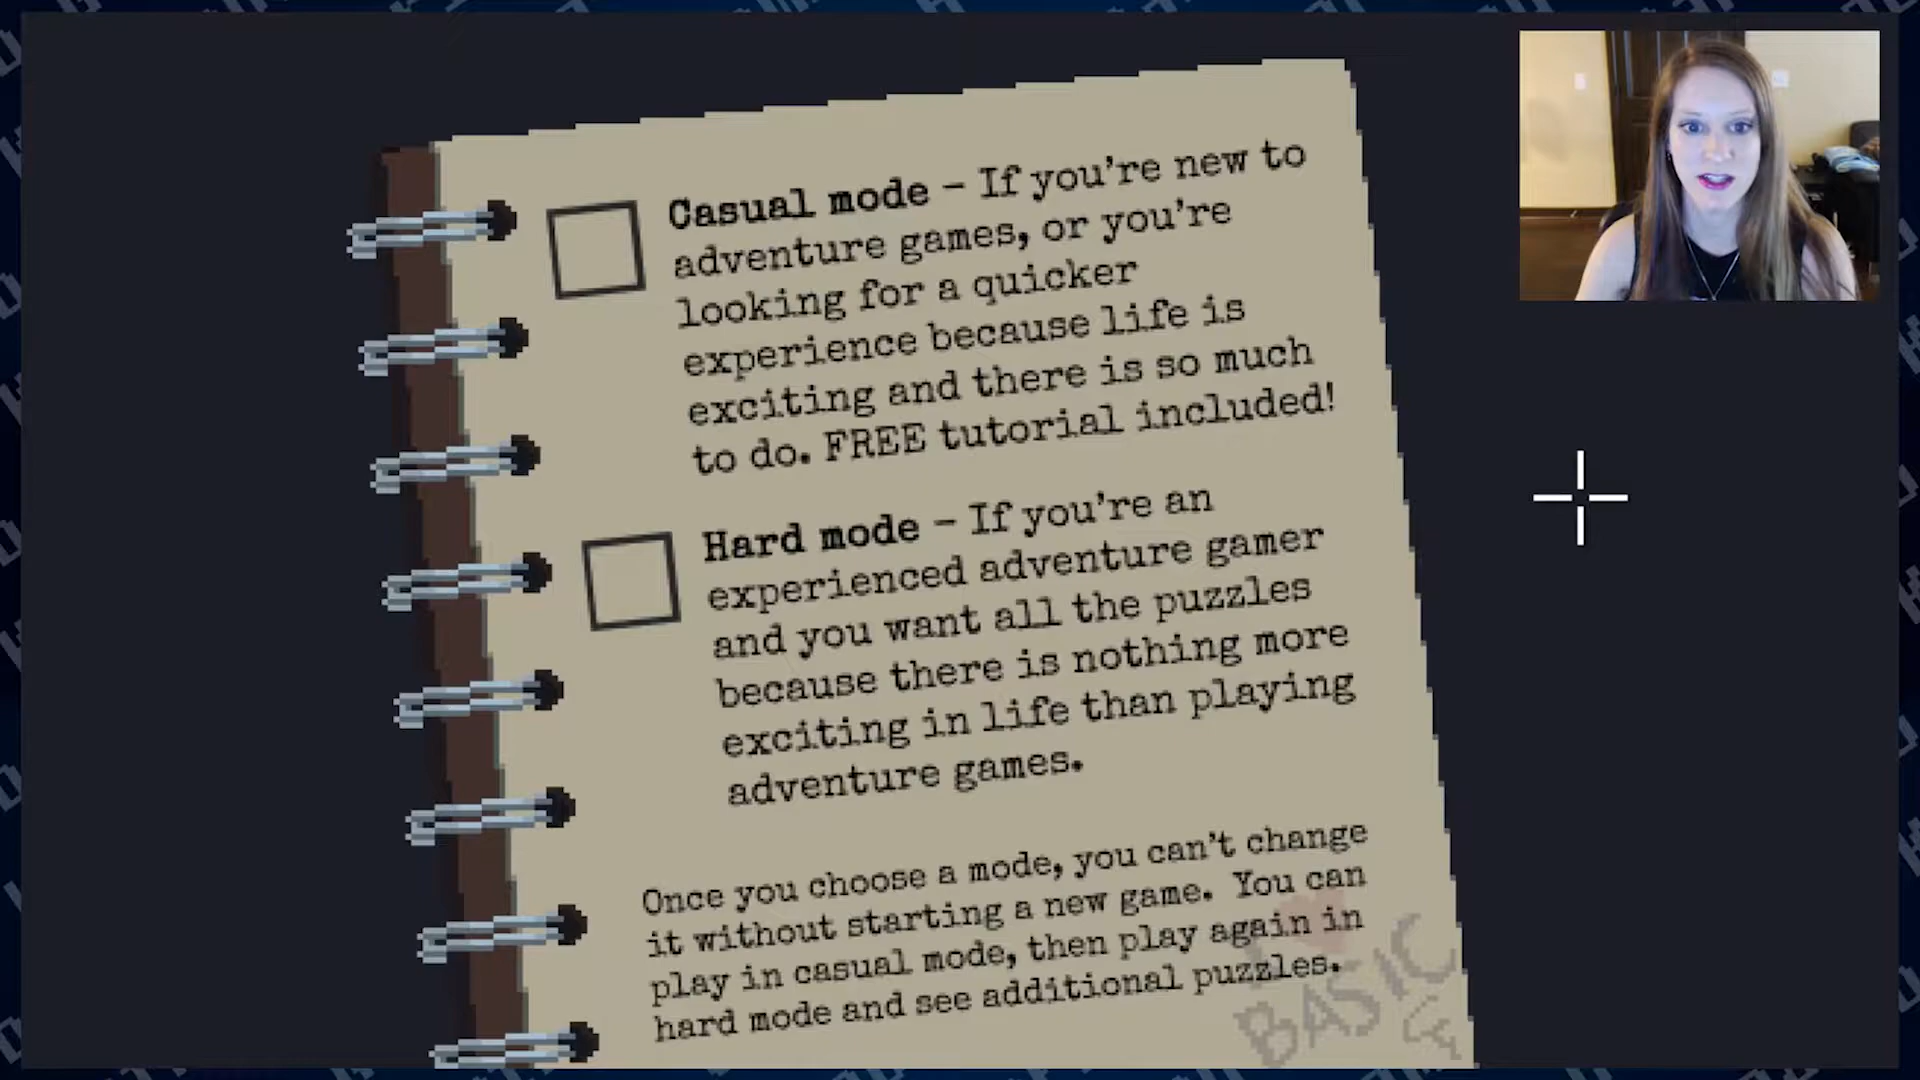 Casual mode – If you're new to
adventure games, or you're
looking for a quicker
experience because life is
exciting and there is so much
to do. FREE tutorial included!
Hard mode – If you're an
experienced adventure gamer
and you want all the puzzles
because there is nothing more
exciting in life than playing
adventure games.
Once you choose a mode, you can't change
it without starting a new game. You can
play in casual mode, then play again in
hard mode and see additional puzzles.
BASIC